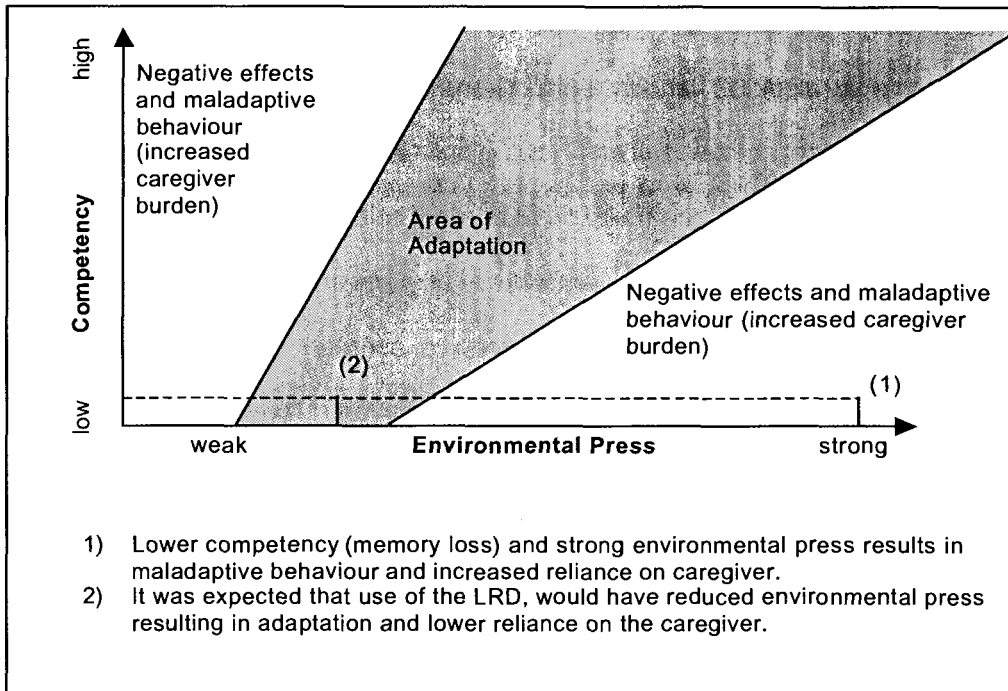 high
Negative effects
and maladaptive
behaviour
(increased
caregiver
burden)
Competency
Area of
Adaptation
Negative effects and maladaptive
behaviour (increased caregiver
burden)
(2)
(1)
low
weak
Environmental Press
strong
1) Lower competency (memory loss) and strong environmental press results in
maladaptive behaviour and increased reliance on caregiver.
2) It was expected that use of the LRD, would have reduced environmental press
resulting in adaptation and lower reliance on the caregiver.